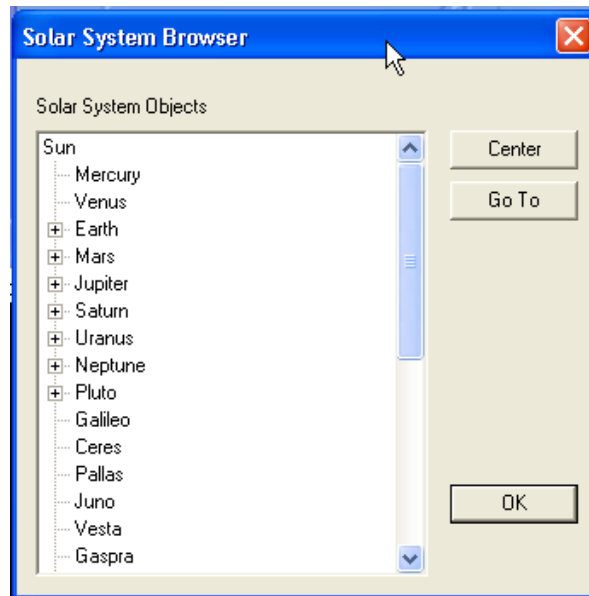 Solar System Browser
Solar System Objects
Sun
Mercury
Venus
Earth
Mars
Jupiter
Saturn
Uranus
Neptune
Pluto
Galileo
Ceres
Pallas
Juno
Vesta
Gaspra
Center
Go To
OK